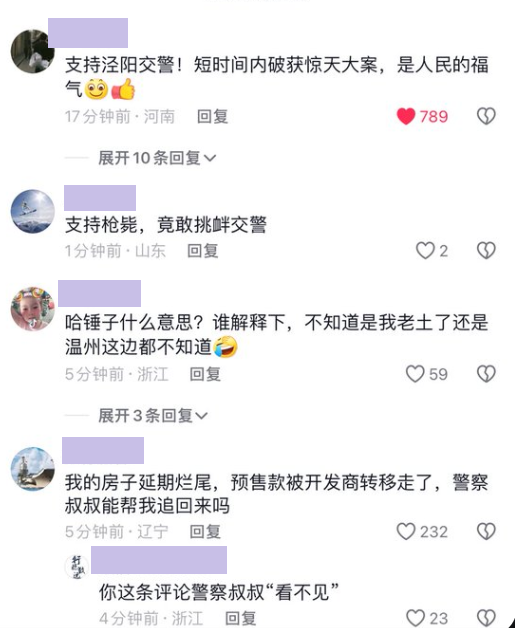 支持泾阳交警！短时间内破获惊天大案，是人民的福
气🙂👍
17分钟前·河南 回复 789
展开10条回复
支持枪毙，竟敢挑衅交警
1分钟前·山东 回复 2
哈锤子什么意思？谁解释下，不知道是我老土了还是
温州这边都不知道🤣
5分钟前·浙江 回复 59
展开3条回复
我的房子延期烂尾，预售款被开发商转移走了，警察
叔叔能帮我追回来吗
5分钟前·辽宁 回复 232
你这条评论警察叔叔“看不见”
4分钟前·浙江 回复 23